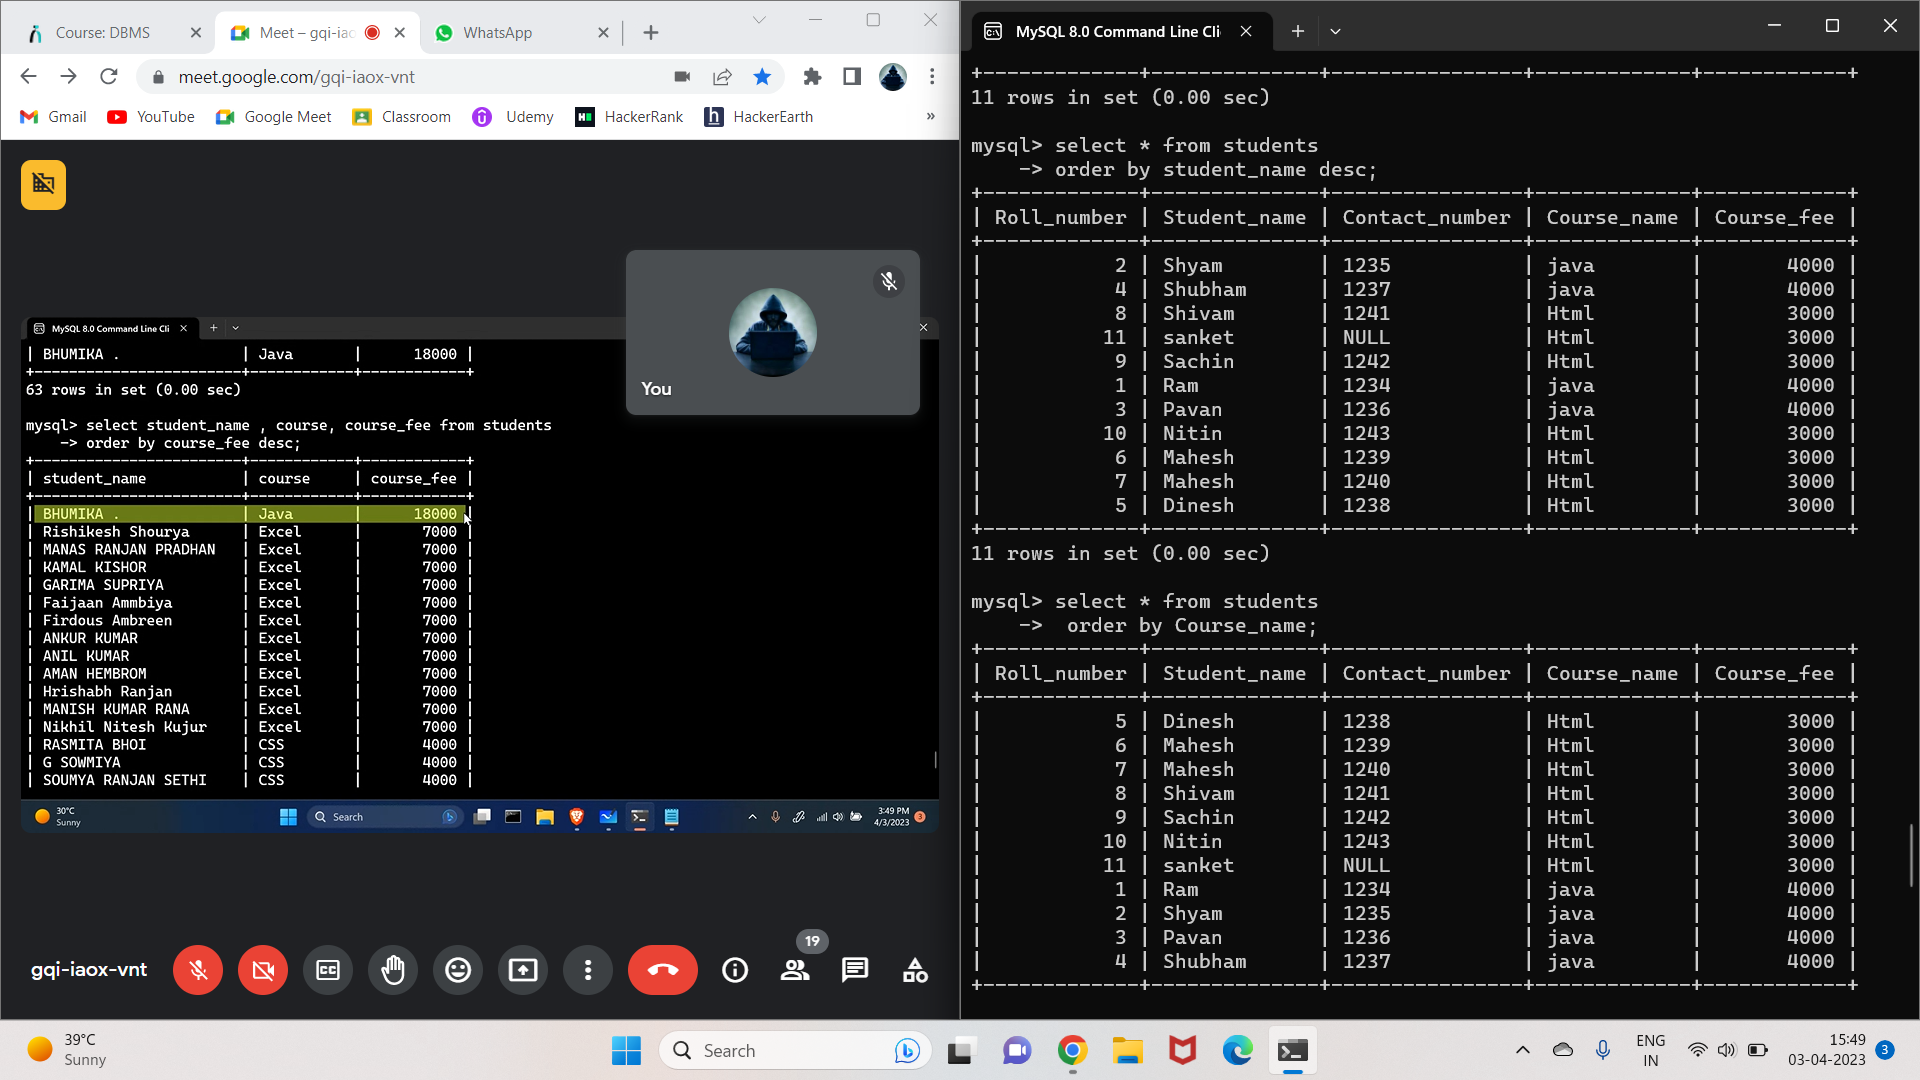 Course: DBMS
Meet – gqi-iao
WhatsApp
meet.google.com/gqi-iaox-vnt
Gmail
YouTube
Google Meet
Classroom
Udemy
HackerRank
HackerEarth
»
You
MySQL 8.0 Command Line Cli
| BHUMIKA . | Java | 18000 |
+-------------------------+-------------+-------------+
63 rows in set (0.00 sec)
mysql> select student_name , course, course_fee from students
-> order by course_fee desc;
+-------------------------+-------------+-------------+
| student_name | course | course_fee |
+-------------------------+-------------+-------------+
| BHUMIKA . | Java | 18000 |
| Rishikesh Shourya | Excel | 7000 |
| MANAS RANJAN PRADHAN | Excel | 7000 |
| KAMAL KISHOR | Excel | 7000 |
| GARIMA SUPRIYA | Excel | 7000 |
| Faijaan Ammbiya | Excel | 7000 |
| Firdous Ambreen | Excel | 7000 |
| ANKUR KUMAR | Excel | 7000 |
| ANIL KUMAR | Excel | 7000 |
| AMAN HEMBROM | Excel | 7000 |
| Hrishabh Ranjan | Excel | 7000 |
| MANISH KUMAR RANA | Excel | 7000 |
| Nikhil Nitesh Kujur | Excel | 7000 |
| RASMITA BHOI | CSS | 4000 |
| G SOWMIYA | CSS | 4000 |
| SOUMYA RANJAN SETHI | CSS | 4000 |
30°C
Sunny
Search
3:49 PM
4/3/2023
3
gqi-iaox-vnt
CC
19
MySQL 8.0 Command Line Cli
+--------------+---------------+-----------------+--------------+-------------+
11 rows in set (0.00 sec)
mysql> select * from students
-> order by student_name desc;
+--------------+---------------+-----------------+--------------+-------------+
| Roll_number | Student_name | Contact_number | Course_name | Course_fee |
+--------------+---------------+-----------------+--------------+-------------+
| 2 | Shyam | 1235 | java | 4000 |
| 4 | Shubham | 1237 | java | 4000 |
| 8 | Shivam | 1241 | Html | 3000 |
| 11 | sanket | NULL | Html | 3000 |
| 9 | Sachin | 1242 | Html | 3000 |
| 1 | Ram | 1234 | java | 4000 |
| 3 | Pavan | 1236 | java | 4000 |
| 10 | Nitin | 1243 | Html | 3000 |
| 6 | Mahesh | 1239 | Html | 3000 |
| 7 | Mahesh | 1240 | Html | 3000 |
| 5 | Dinesh | 1238 | Html | 3000 |
+--------------+---------------+-----------------+--------------+-------------+
11 rows in set (0.00 sec)
mysql> select * from students
-> order by Course_name;
+--------------+---------------+-----------------+--------------+-------------+
| Roll_number | Student_name | Contact_number | Course_name | Course_fee |
+--------------+---------------+-----------------+--------------+-------------+
| 5 | Dinesh | 1238 | Html | 3000 |
| 6 | Mahesh | 1239 | Html | 3000 |
| 7 | Mahesh | 1240 | Html | 3000 |
| 8 | Shivam | 1241 | Html | 3000 |
| 9 | Sachin | 1242 | Html | 3000 |
| 10 | Nitin | 1243 | Html | 3000 |
| 11 | sanket | NULL | Html | 3000 |
| 1 | Ram | 1234 | java | 4000 |
| 2 | Shyam | 1235 | java | 4000 |
| 3 | Pavan | 1236 | java | 4000 |
| 4 | Shubham | 1237 | java | 4000 |
+--------------+---------------+-----------------+--------------+-------------+
39°C
Sunny
Search
ENG
IN
15:49
03-04-2023
3